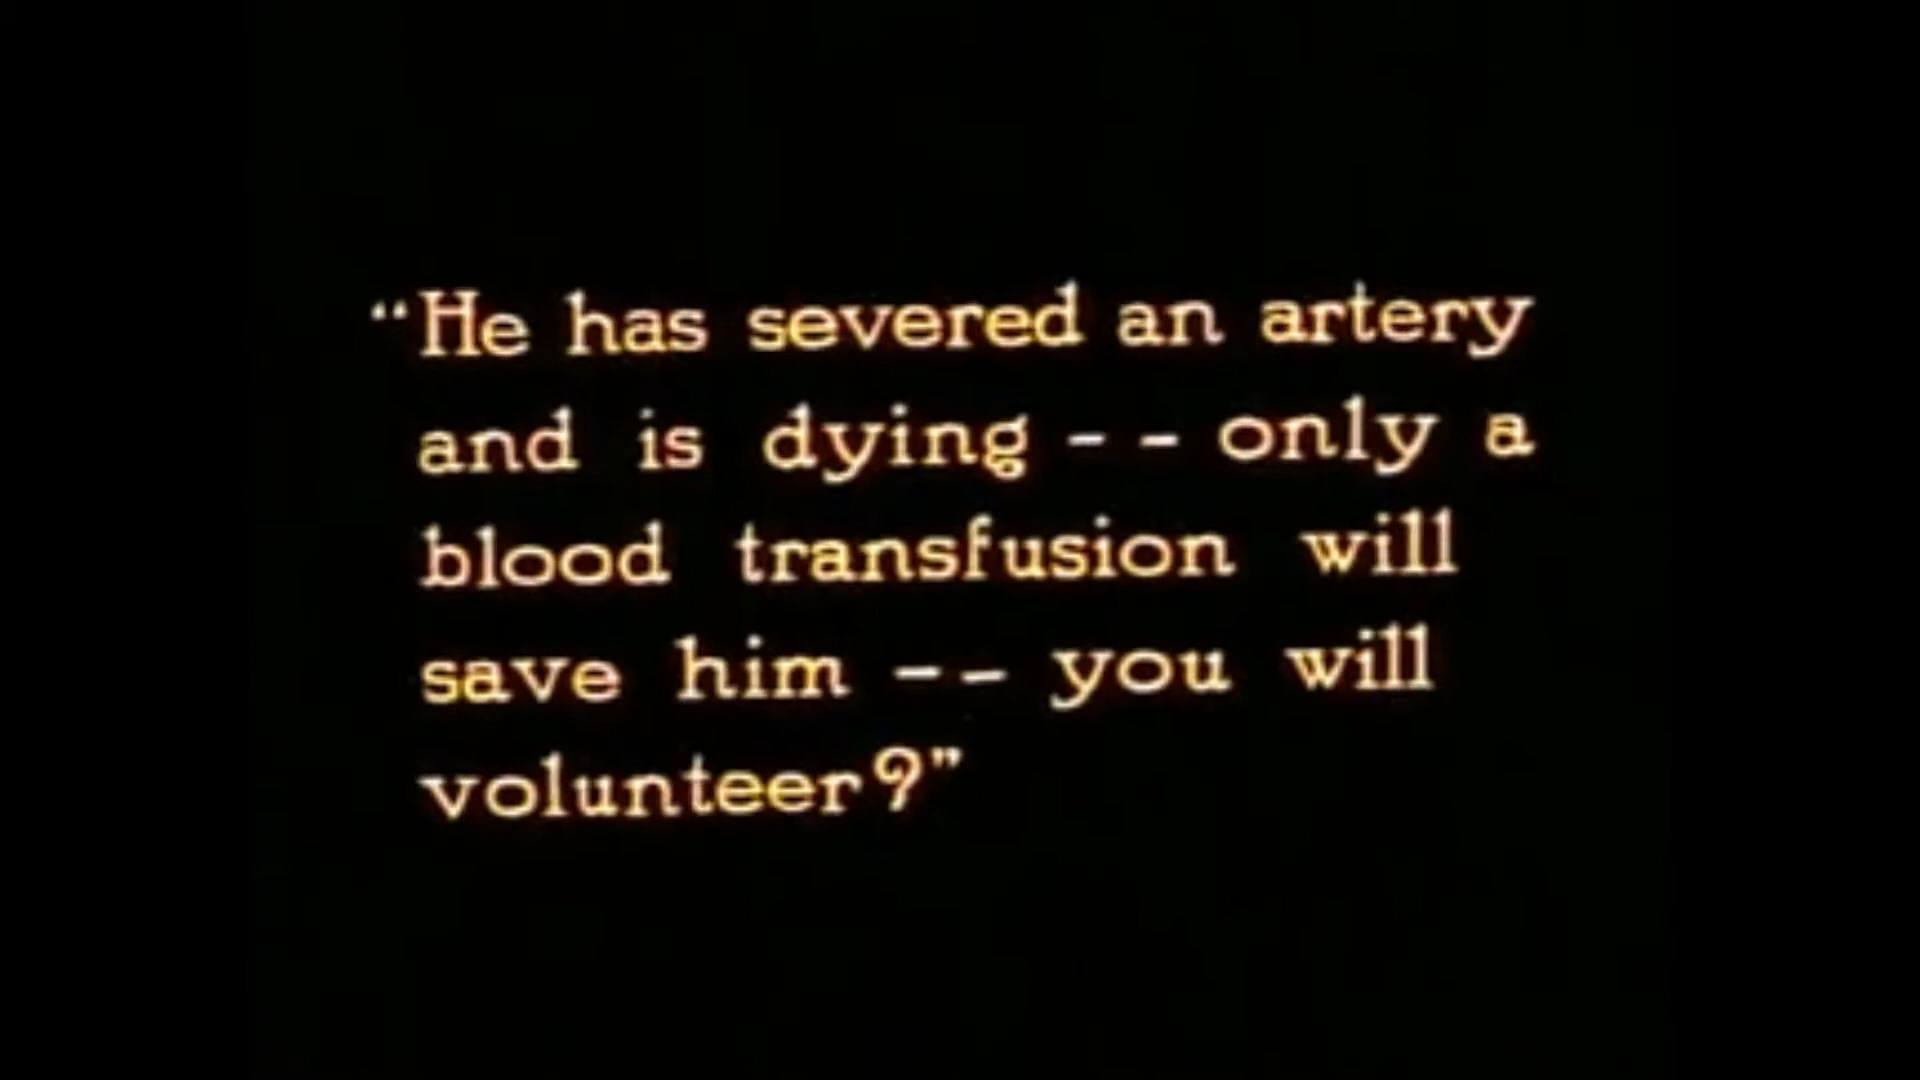 “He has severed an artery
and is dying -- only a
blood transfusion will
save him -- you will
volunteer?”